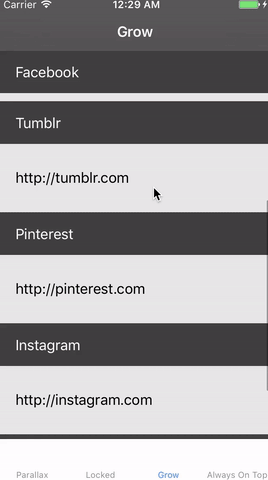 Carrier 12:29 AM
Grow
Facebook
Tumblr
http://tumblr.com
Pinterest
http://pinterest.com
Instagram
http://instagram.com
Parallax Locked Grow Always On Top